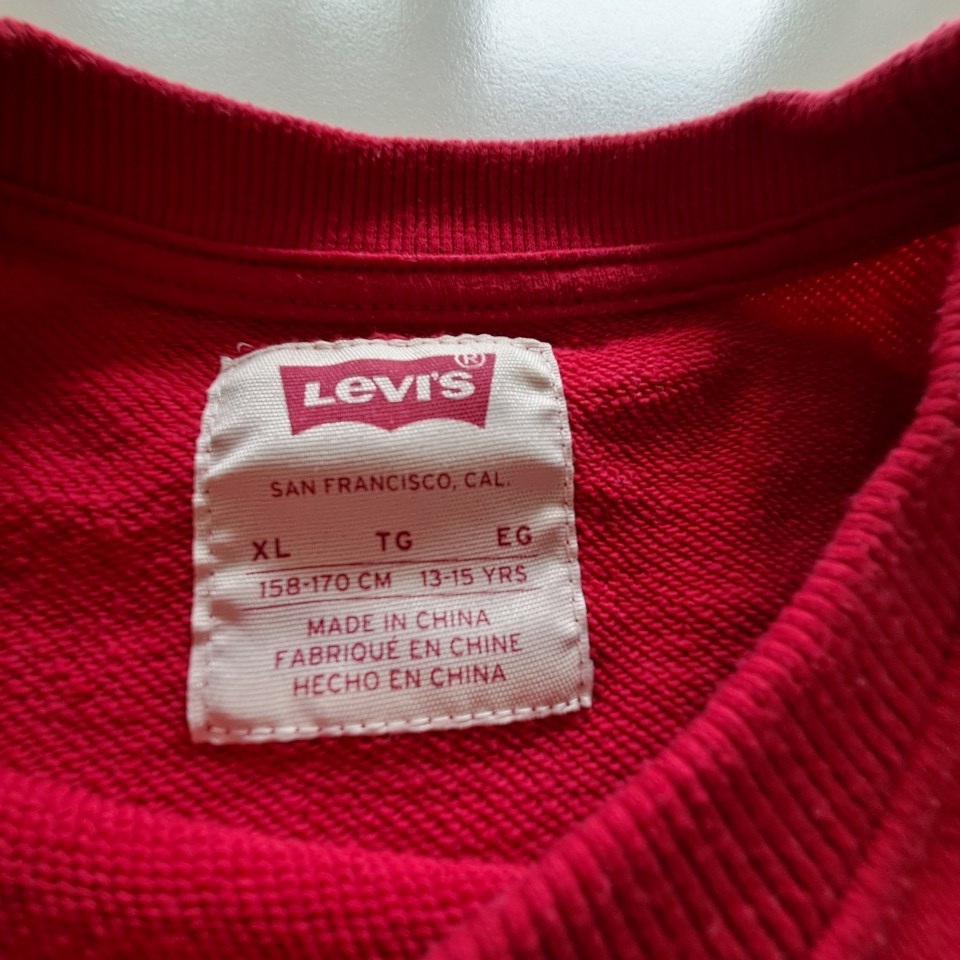 Levi's®
SAN FRANCISCO, CAL.
XL TG EG
158-170 CM 13-15 YRS
MADE IN CHINA
FABRIQUÉ EN CHINE
HECHO EN CHINA